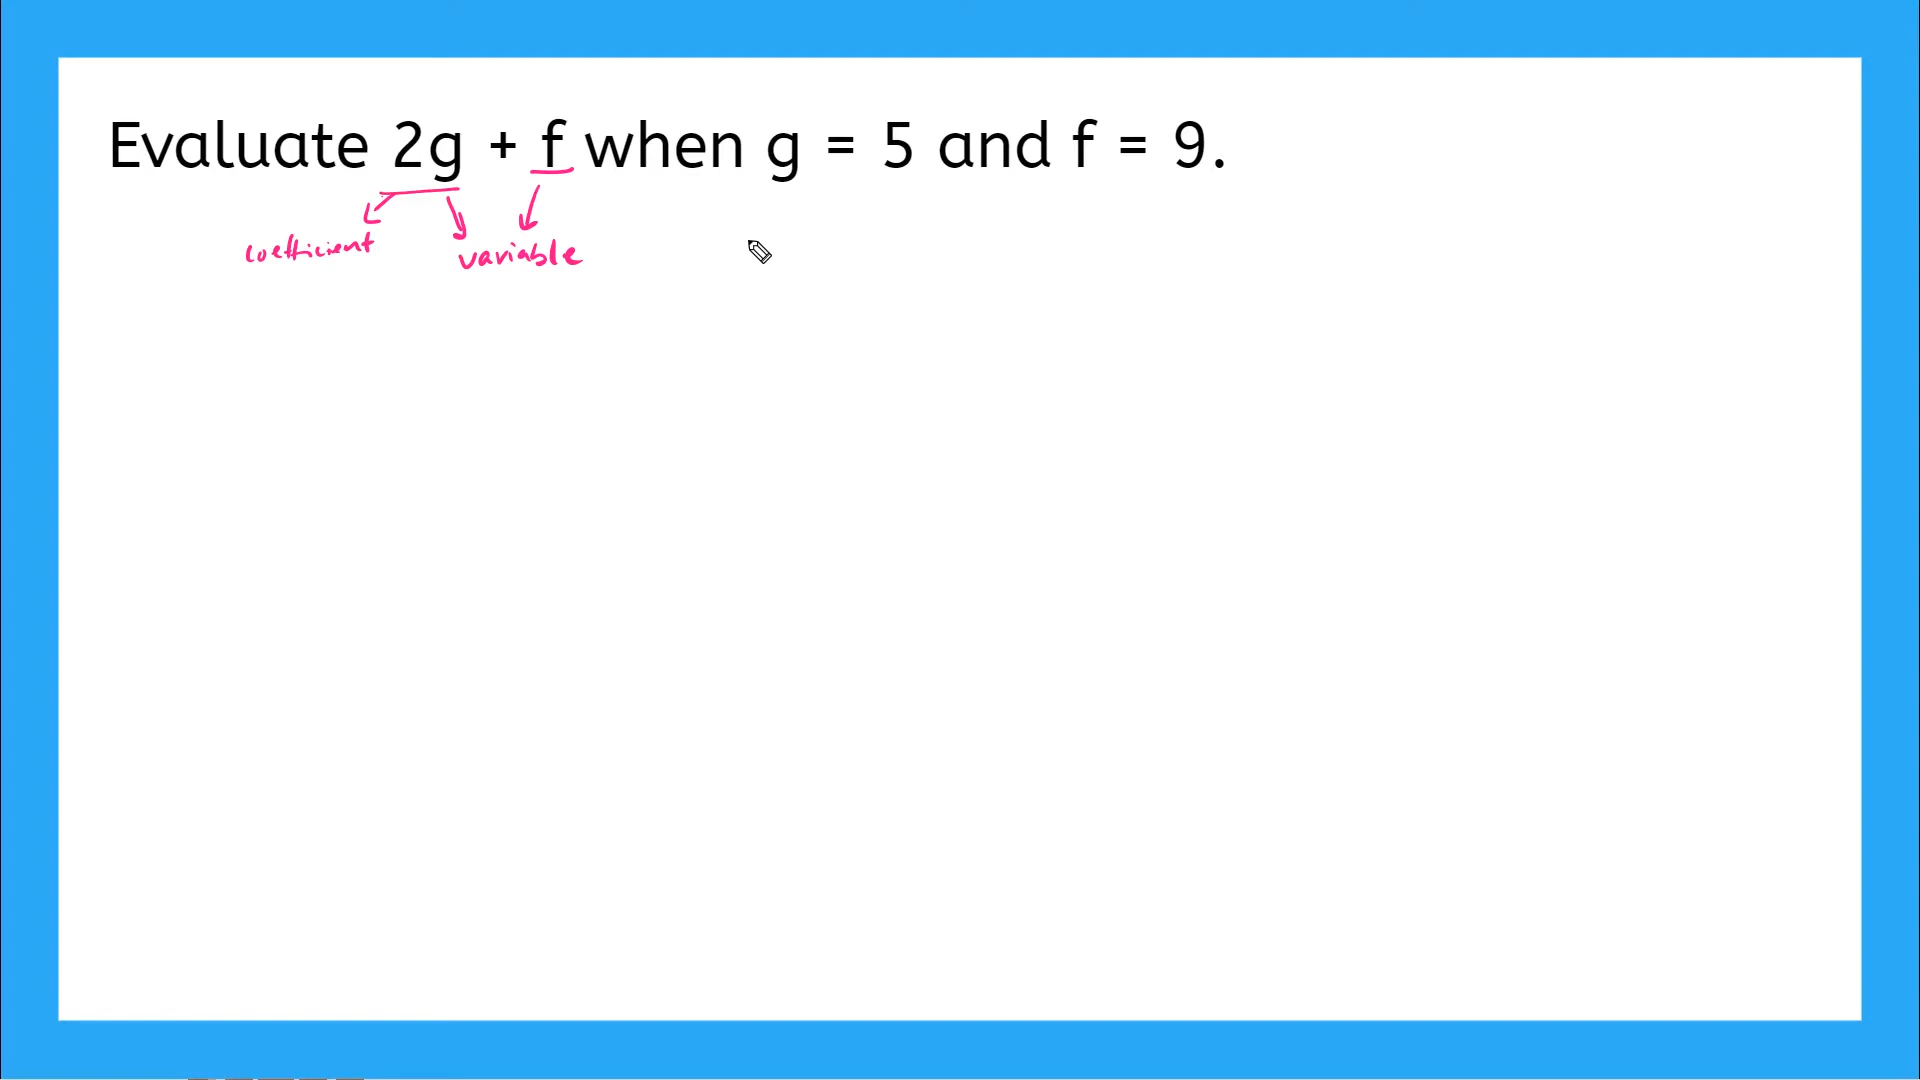 Evaluate 2g + f when g = 5 and f = 9.
coefficient variable